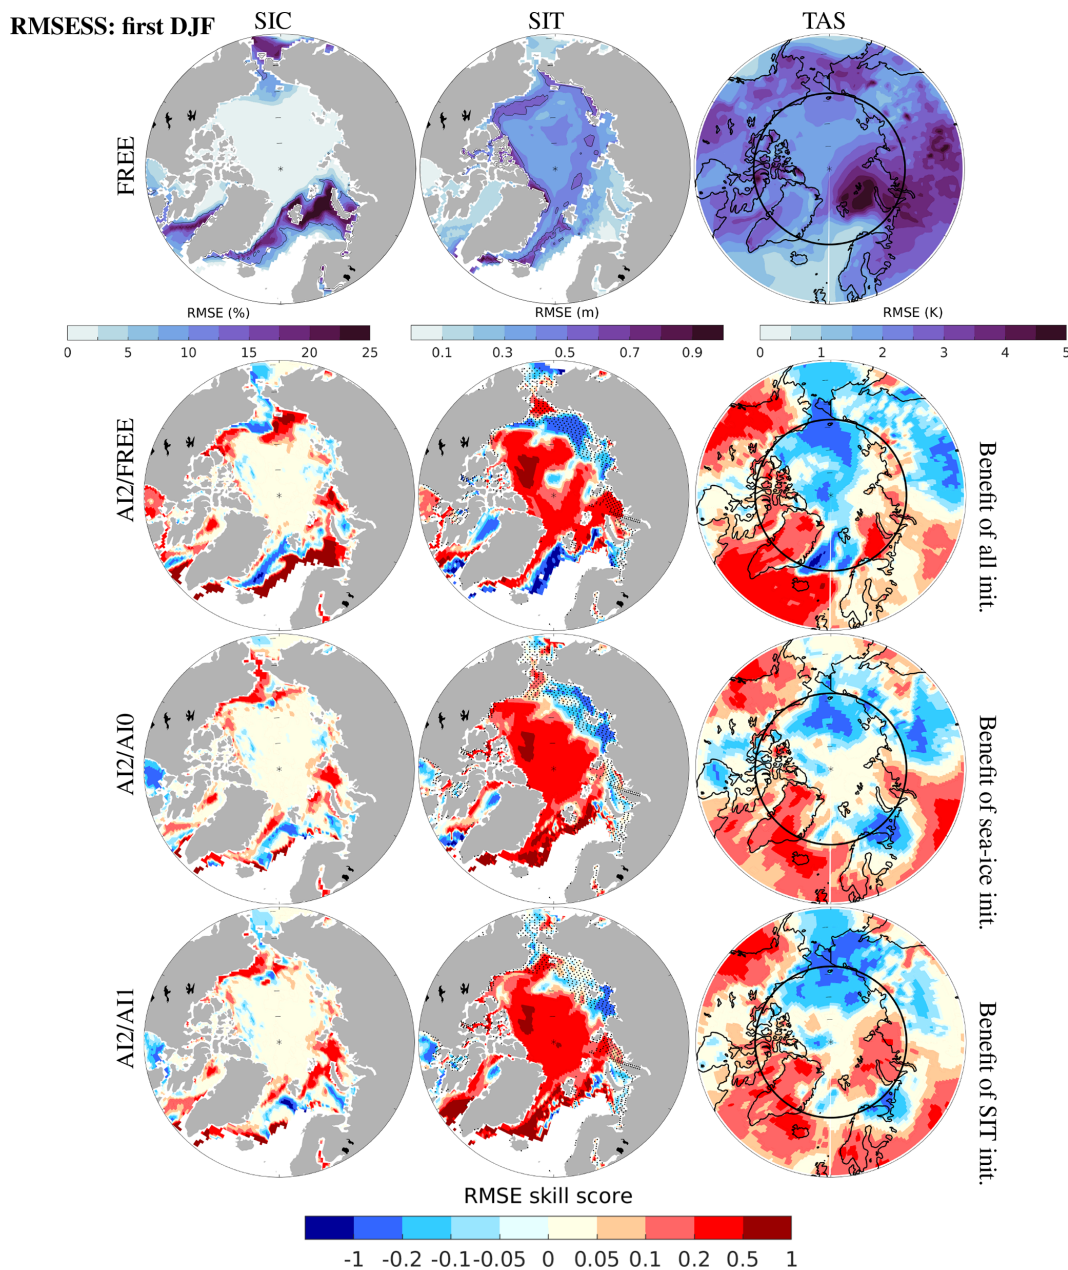 RMSESS: first DJF
SIC
SIT
TAS
FREE
RMSE (%)
0 5 10 15 20 25
RMSE (m)
0.1 0.3 0.5 0.7 0.9
RMSE (K)
0 1 2 3 4 5
AI2/FREE
Benefit of all init.
AI2/AI0
Benefit of sea-ice init.
AI2/AI1
Benefit of SIT init.
RMSE skill score
-1 -0.2 -0.1 -0.05 0 0.05 0.1 0.2 0.5 1